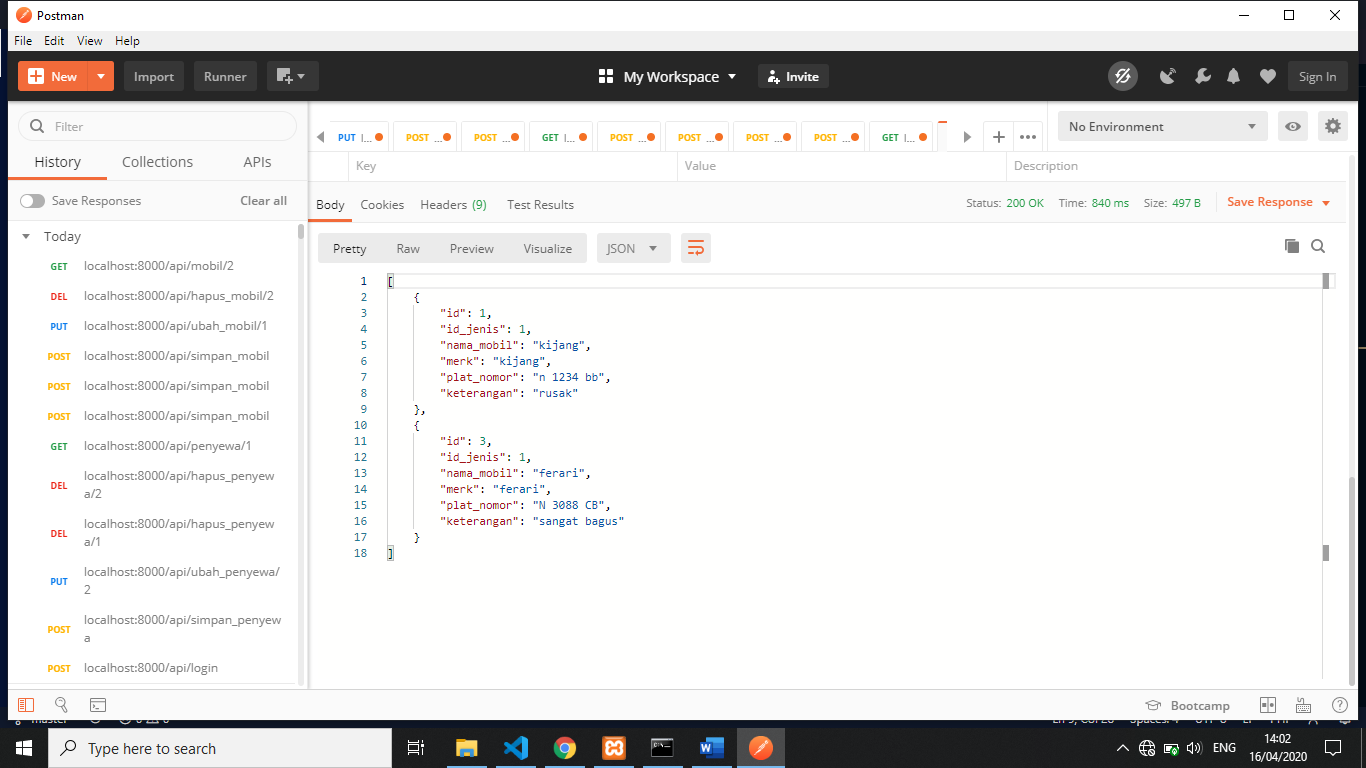 Postman
File Edit View Help
New Import Runner My Workspace Invite Sign In
Filter
History Collections APIs
Save Responses Clear all
Today
GET localhost:8000/api/mobil/2
DEL localhost:8000/api/hapus_mobil/2
PUT localhost:8000/api/ubah_mobil/1
POST localhost:8000/api/simpan_mobil
POST localhost:8000/api/simpan_mobil
POST localhost:8000/api/simpan_mobil
GET localhost:8000/api/penyewa/1
DEL localhost:8000/api/hapus_penyew
a/2
DEL localhost:8000/api/hapus_penyew
a/1
PUT localhost:8000/api/ubah_penyewa/
2
POST localhost:8000/api/simpan_penyew
a
POST localhost:8000/api/login
PUT l... POST ... POST ... GET l... POST ... POST ... POST ... POST ... GET l... No Environment
Key Value Description
Body Cookies Headers (9) Test Results Status: 200 OK Time: 840 ms Size: 497 B Save Response
Pretty Raw Preview Visualize JSON
1 [
2 {
3 "id": 1,
4 "id_jenis": 1,
5 "nama_mobil": "kijang",
6 "merk": "kijang",
7 "plat_nomor": "n 1234 bb",
8 "keterangan": "rusak"
9 },
10 {
11 "id": 3,
12 "id_jenis": 1,
13 "nama_mobil": "ferari",
14 "merk": "ferari",
15 "plat_nomor": "N 3088 CB",
16 "keterangan": "sangat bagus"
17 }
18 ]
Bootcamp
Type here to search
ENG
14:02
16/04/2020